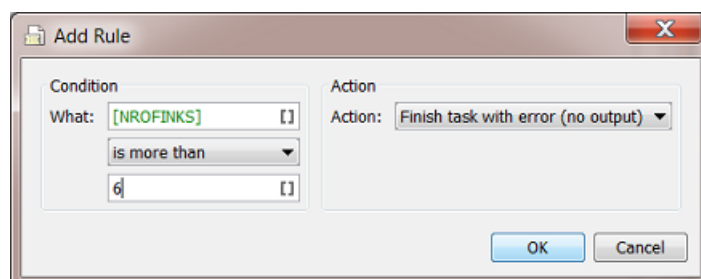 Add Rule
Condition
What: [NROFINKS] []
is more than
6 []
Action
Action: Finish task with error (no output)
OK Cancel